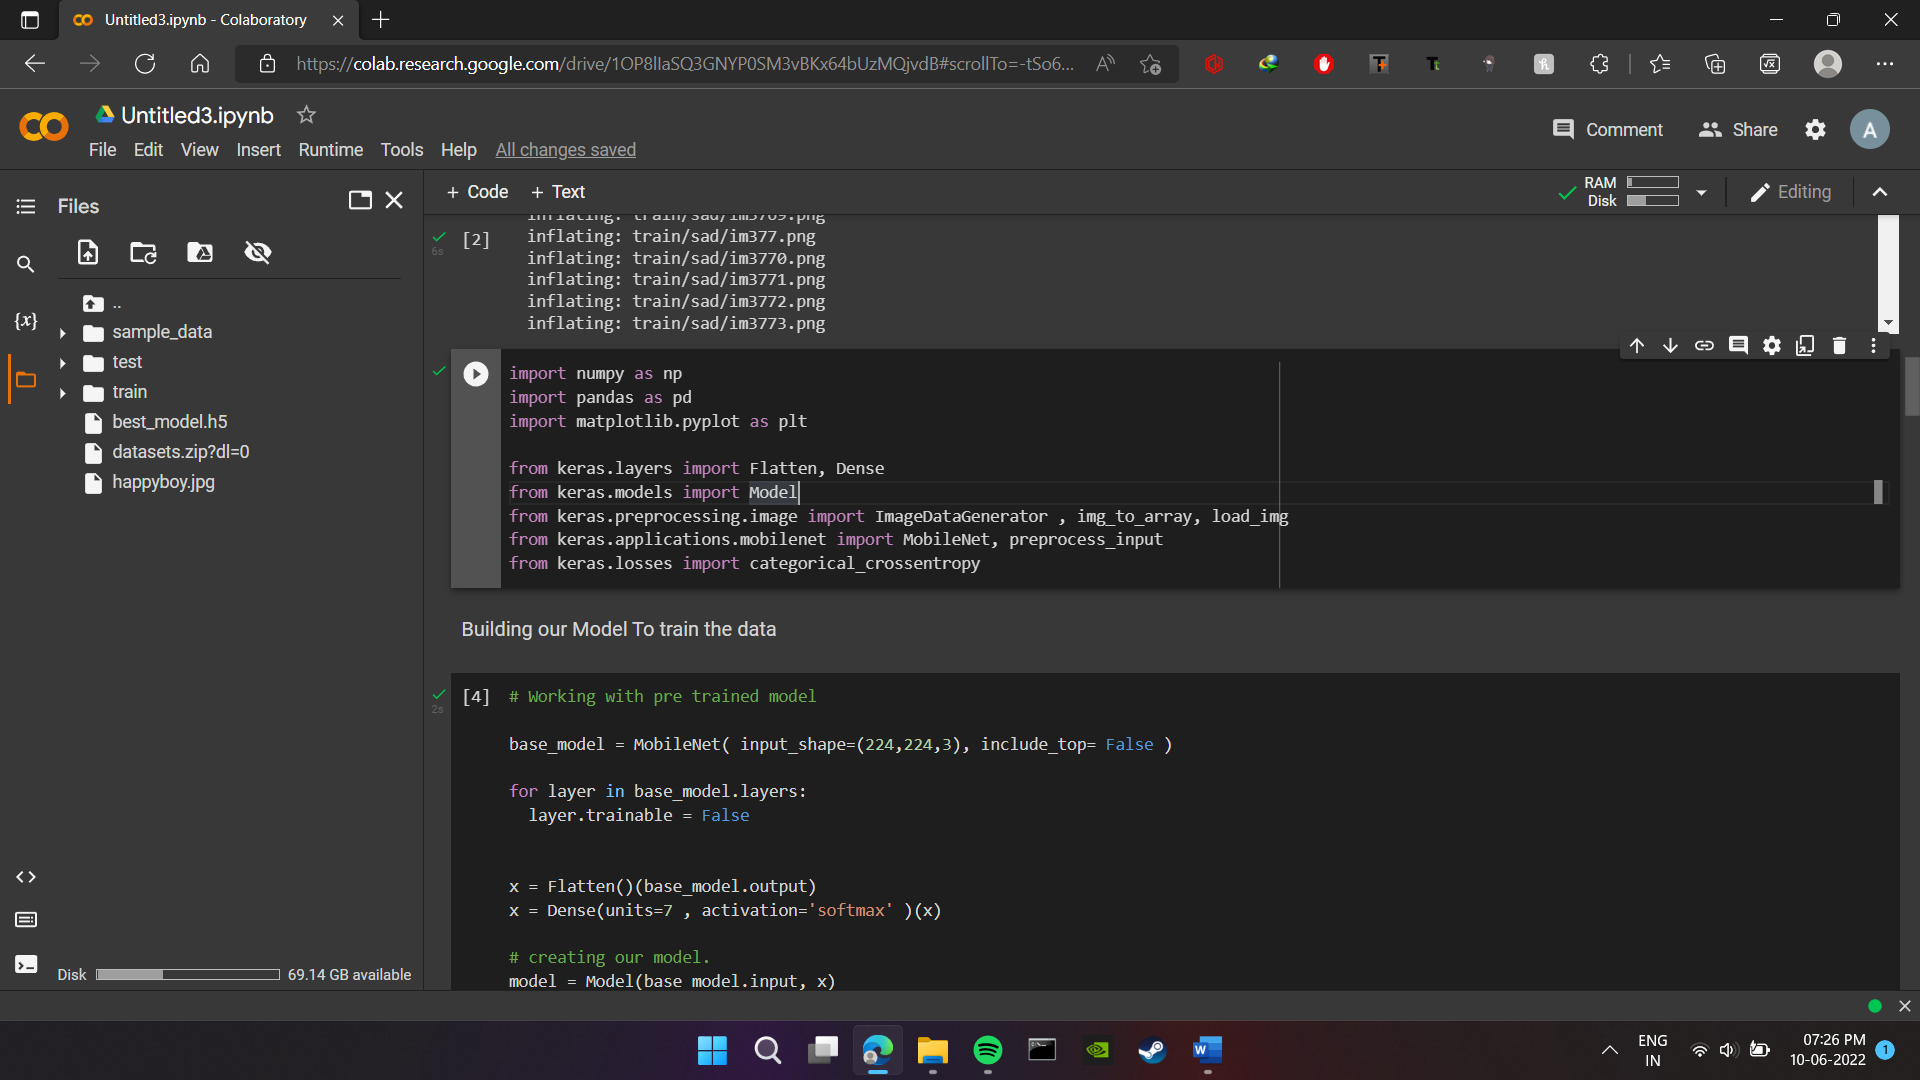 Untitled3.ipynb - Colaboratory
https://colab.research.google.com/drive/1OP8llaSQ3GNYP0SM3vBKx64bUzMQjvdB#scrollTo=-tSo6...
Untitled3.ipynb
Comment
Share
A
File Edit View Insert Runtime Tools Help All changes saved
Files
+ Code + Text
RAM
Disk
Editing
..
sample_data
test
train
best_model.h5
datasets.zip?dl=0
happyboy.jpg
{x}
Disk
69.14 GB available
inflating: train/sad/im3769.png
[2] inflating: train/sad/im377.png
6s
inflating: train/sad/im3770.png
inflating: train/sad/im3771.png
inflating: train/sad/im3772.png
inflating: train/sad/im3773.png
import numpy as np
import pandas as pd
import matplotlib.pyplot as plt
from keras.layers import Flatten, Dense
from keras.models import Model
from keras.preprocessing.image import ImageDataGenerator , img_to_array, load_img
from keras.applications.mobilenet import MobileNet, preprocess_input
from keras.losses import categorical_crossentropy
Building our Model To train the data
[4] # Working with pre trained model
2s
base_model = MobileNet( input_shape=(224,224,3), include_top= False )
for layer in base_model.layers:
layer.trainable = False
x = Flatten()(base_model.output)
x = Dense(units=7 , activation='softmax' )(x)
# creating our model.
model = Model(base_model.input, x)
ENG
IN
07:26 PM
10-06-2022
1